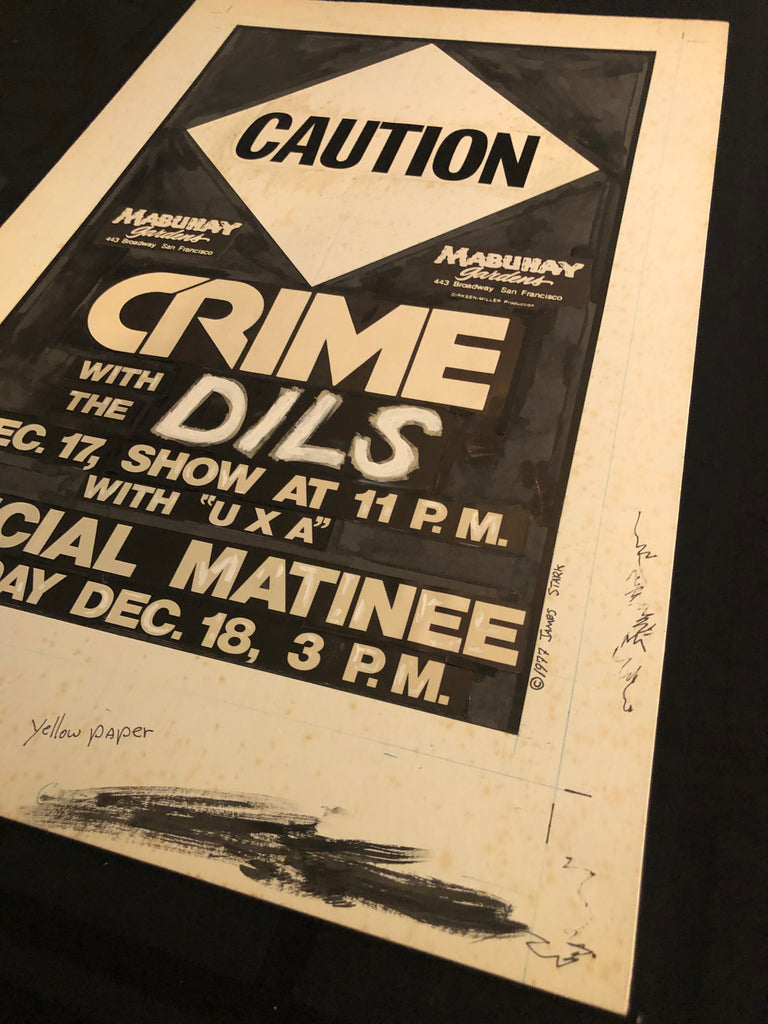 CAUTION
MABUHAY
Gardens
443 Broadway San Francisco
MABUHAY
Gardens
443 Broadway San Francisco
DIRKSEN-MILLER PRODUCTION
CRIME
WITH
THE
DILS
EC. 17, SHOW AT 11 P.M.
WITH "U X A"
CIAL MATINEE
DAY DEC. 18, 3 P.M.
©1977 JAMES STARK
Yellow paper